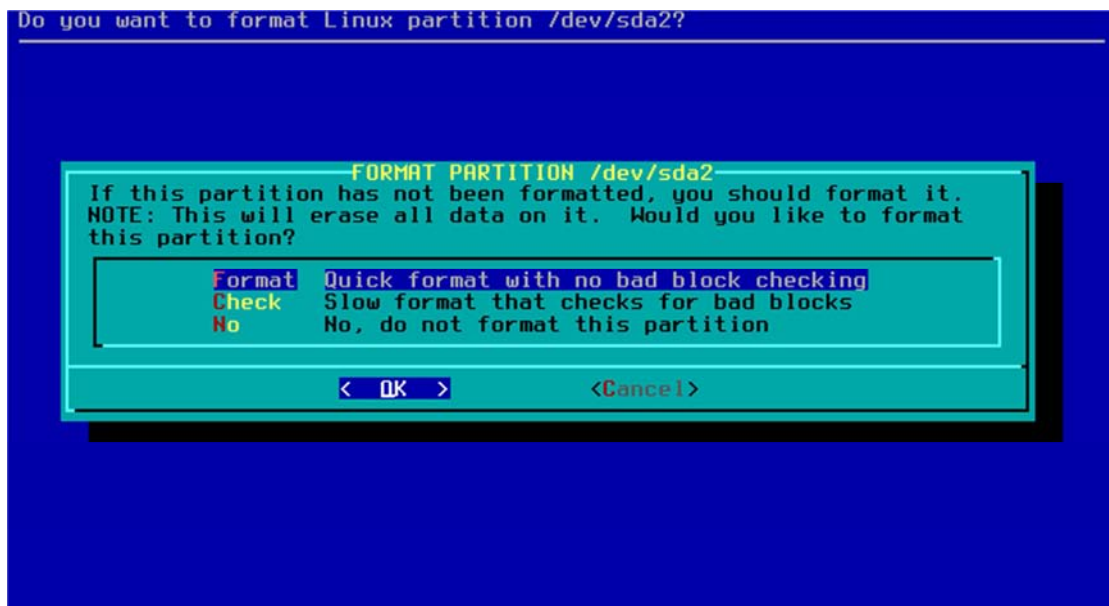 Do you want to format Linux partition /dev/sda2?
FORMAT PARTITION /dev/sda2
If this partition has not been formatted, you should format it.
NOTE: This will erase all data on it.  Would you like to format
this partition?
Format  Quick format with no bad block checking
Check   Slow format that checks for bad blocks
No      No, do not format this partition
<  OK  >  <Cancel>